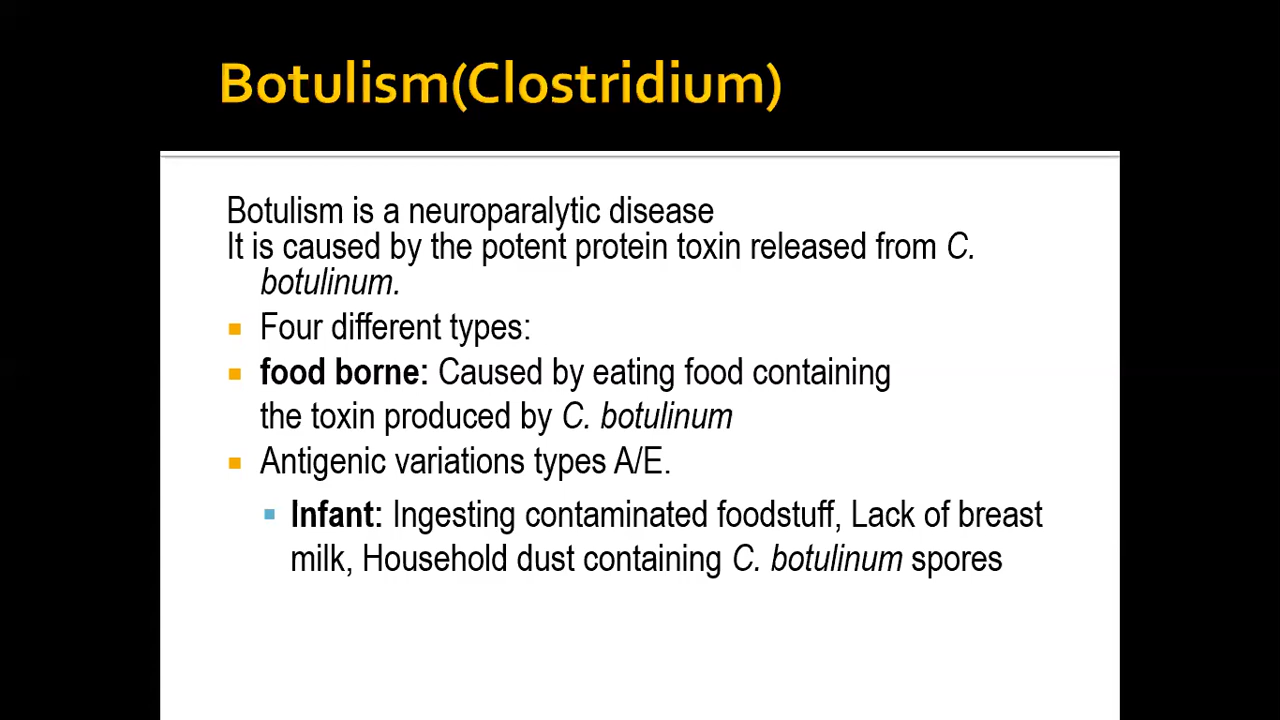 Botulism(Clostridium)
Botulism is a neuroparalytic disease
It is caused by the potent protein toxin released from C.
botulinum.
Four different types:
food borne: Caused by eating food containing
the toxin produced by C. botulinum
Antigenic variations types A/E.
Infant: Ingesting contaminated foodstuff, Lack of breast
milk, Household dust containing C. botulinum spores